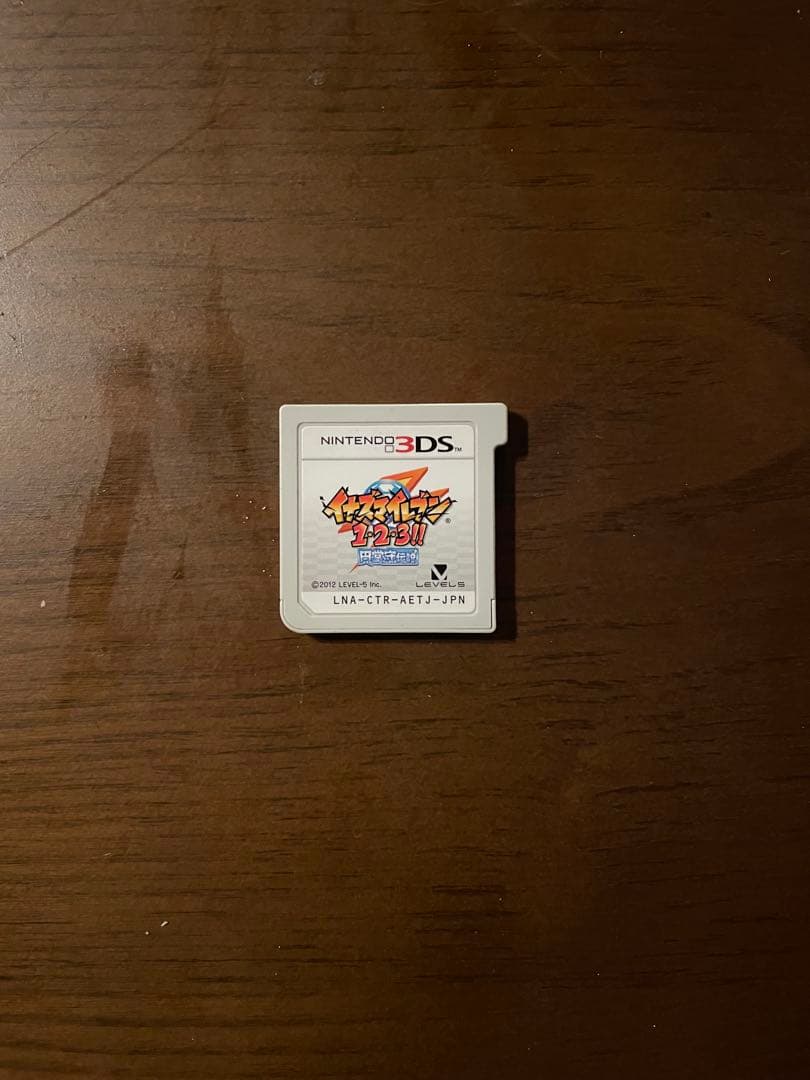 NINTENDO 3DS™
イナズマイレブン®
1・2・3!!
円堂守伝説
©2012 LEVEL-5 Inc.
LEVEL5
LNA-CTR-AETJ-JPN